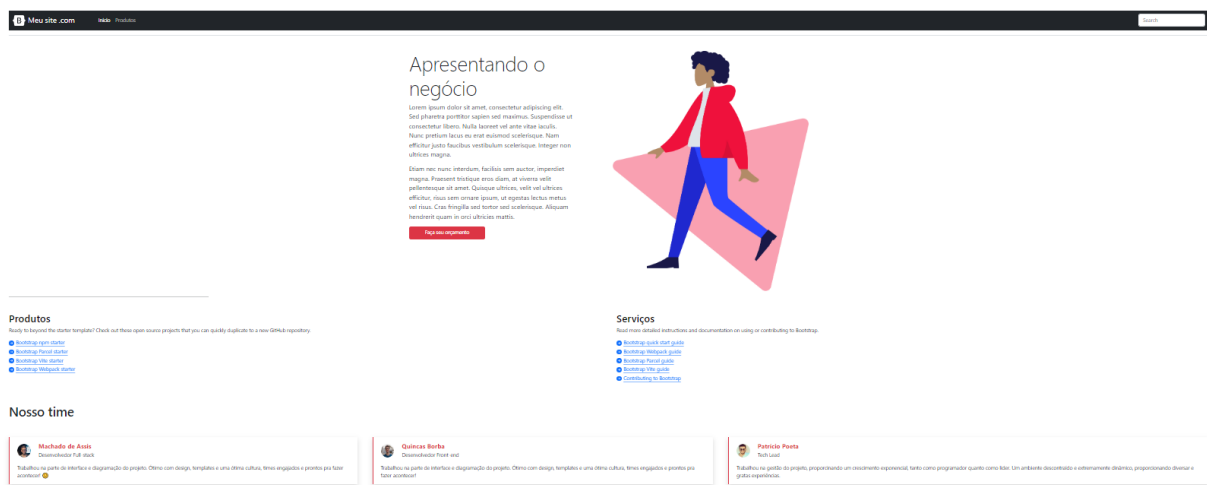 B Meu site .com Início Produtos Search
Apresentando o
negócio
Lorem ipsum dolor sit amet, consectetur adipiscing elit.
Sed pharetra porttitor sapien sed maximus. Suspendisse ut
consectetur libero. Nulla laoreet vel ante vitae iaculis.
Nunc pretium lacus eu erat euismod scelerisque. Nam
efficitur justo faucibus vestibulum scelerisque. Integer non
ultrices magna.
Etiam nec nunc interdum, facilisis sem auctor, imperdiet
magna. Praesent tristique eros diam, at viverra velit
pellentesque sit amet. Quisque ultrices, velit vel ultrices
efficitur, risus sem ornare ipsum, ut egestas lectus metus
vel risus. Cras fringilla sed tortor sed scelerisque. Aliquam
hendrerit quam in orci ultricies mattis.
Faça seu orçamento
Produtos
Ready to beyond the starter template? Check out these open source projects that you can quickly duplicate to a new GitHub repository.
Bootstrap npm starter
Bootstrap Parcel starter
Bootstrap Vite starter
Bootstrap Webpack starter
Serviços
Read more detailed instructions and documentation on using or contributing to Bootstrap.
Bootstrap quick start guide
Bootstrap Webpack guide
Bootstrap Parcel guide
Bootstrap Vite guide
Contributing to Bootstrap
Nosso time
Machado de Assis
Desenvolvedor Full-stack
Trabalhou na parte de interface e diagramação do projeto. Ótimo com design, templates e uma ótima cultura, times engajados e prontos pra fazer
acontecer!
Quincas Borba
Desenvolvedor Front-end
Trabalhou na parte de interface e diagramação do projeto. Ótimo com design, templates e uma ótima cultura, times engajados e prontos pra
fazer acontecer!
Patricio Poeta
Tech Lead
Trabalhou na gestão do projeto, proporcionando um crescimento exponencial, tanto como programador quanto como líder. Um ambiente descontraído e extremamente dinâmico, proporcionando diversas e
gratas experiências.